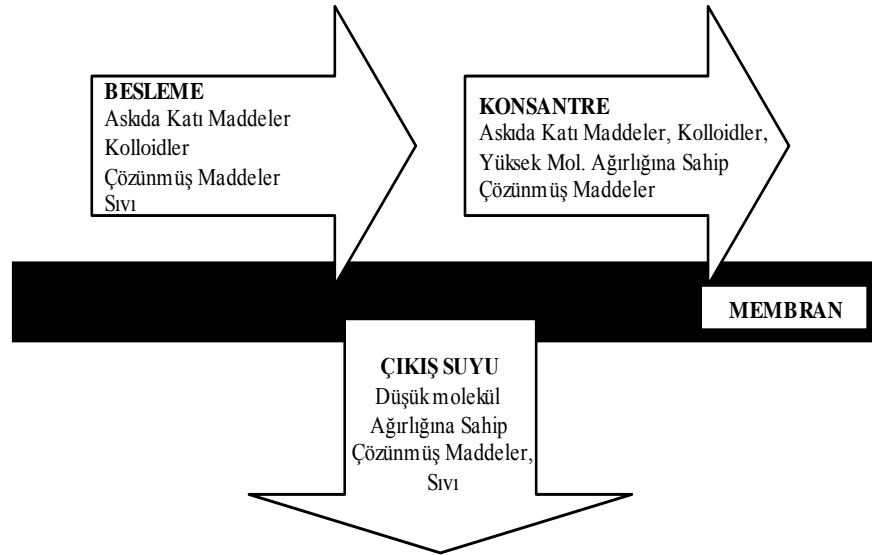 BESLEME
Askıda Katı Maddeler
Kolloidler
Çözünmüş Maddeler
Sıvı
KONSANTRE
Askıda Katı Maddeler, Kolloidler,
Yüksek Mol. Ağırlığına Sahip
Çözünmüş Maddeler
MEMBRAN
ÇIKIŞ SUYU
Düşük molekül
Ağırlığına Sahip
Çözünmüş Maddeler,
Sıvı